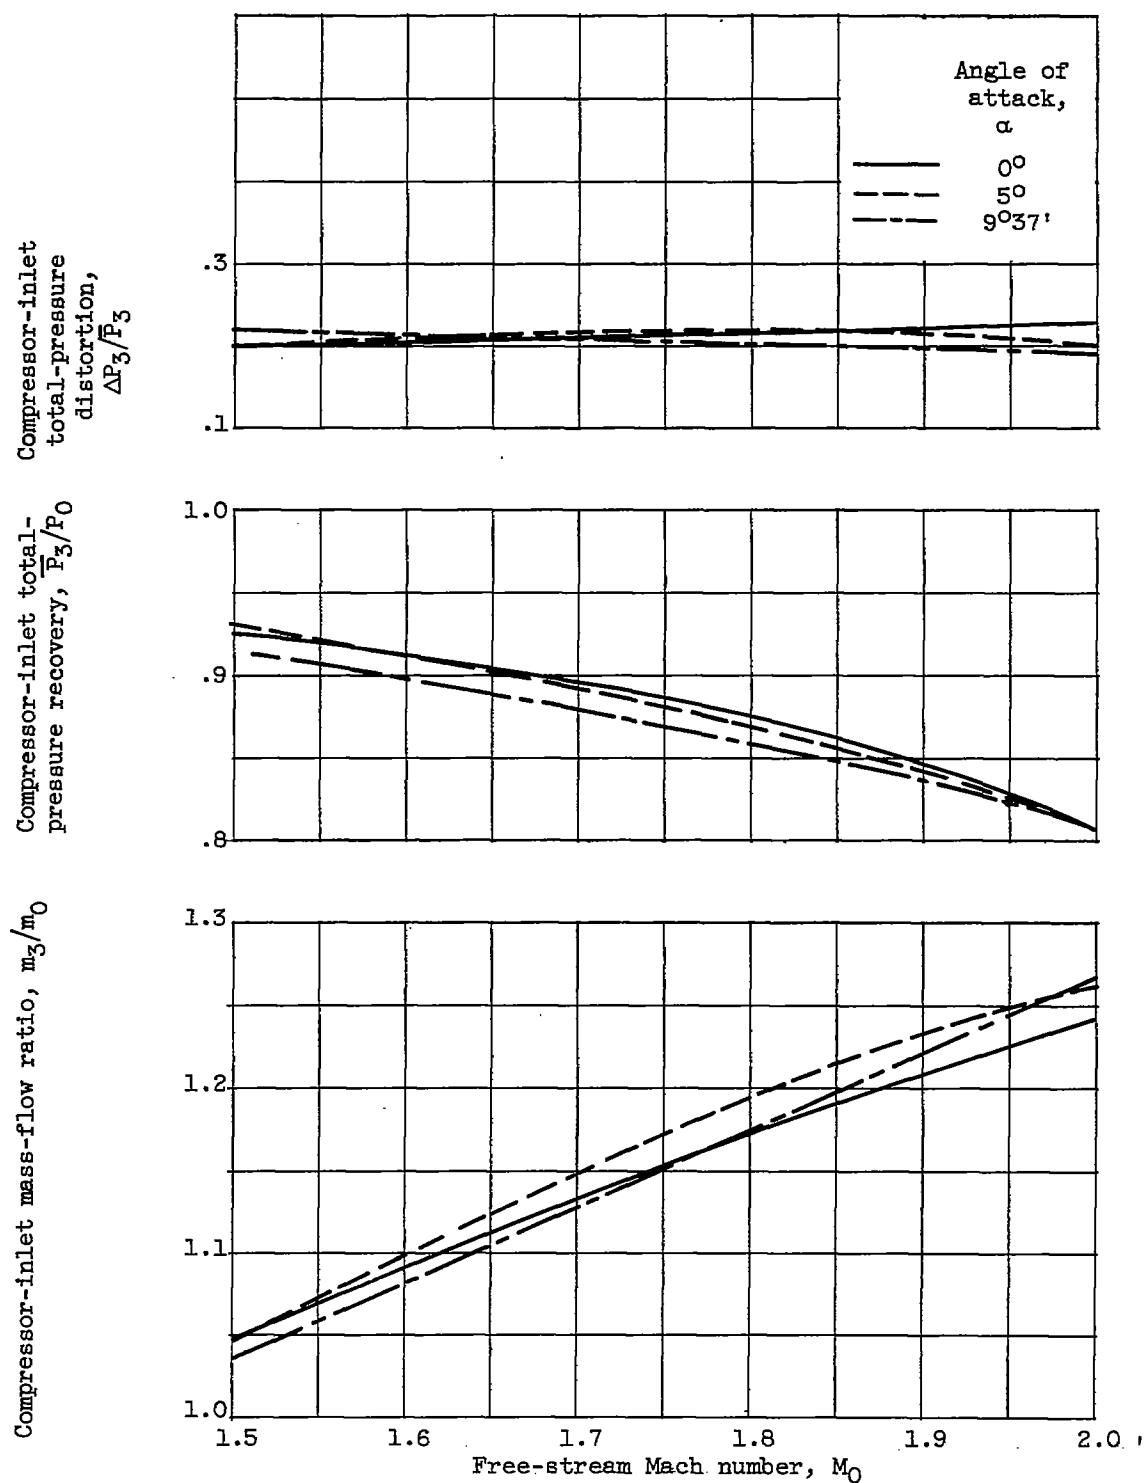 Angle of
attack,
α
0°
5°
9°37'
Compressor-inlet
total-pressure
distortion,
ΔP̅3/P̅3
.3
.1
Compressor-inlet total-
pressure recovery, P̅3/P0
1.0
.9
.8
Compressor-inlet mass-flow ratio, m3/m0
1.3
1.2
1.1
1.0
1.5 1.6 1.7 1.8 1.9 2.0
Free-stream Mach number, M0